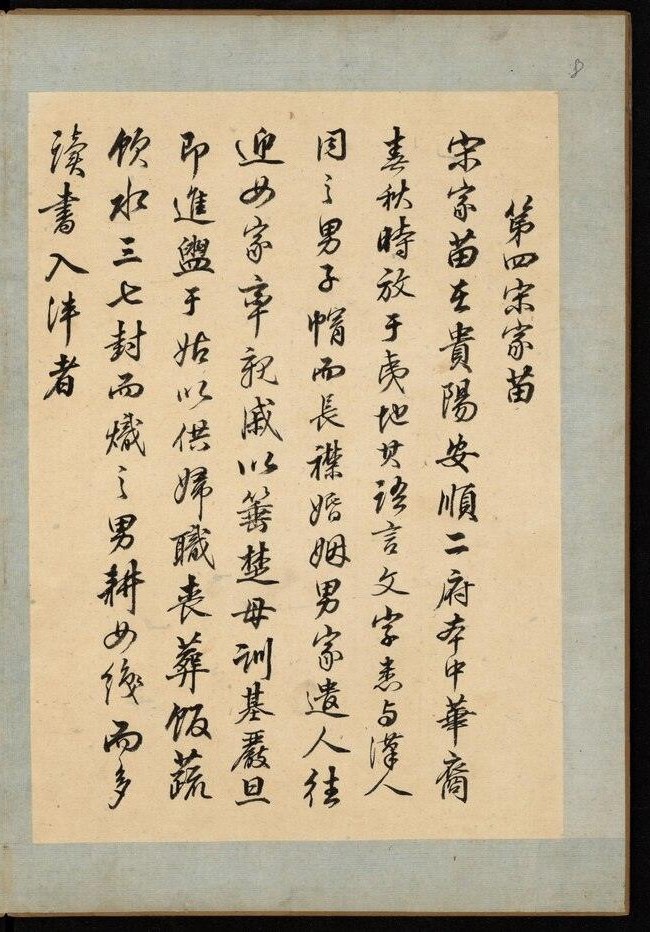 8
第四宋家苗
宋家苗在貴陽安順二府本中華裔
春秋時放于夷地其語言文字悉与漢人
同之男子帽而長襟婚姻男家遣人往
迎女家率親戚以箠楚母訓基嚴旦
即進盥于姑以供婦職喪葬飯蔬
飲水三七封而熾之男耕女織而多
讀書入泮者